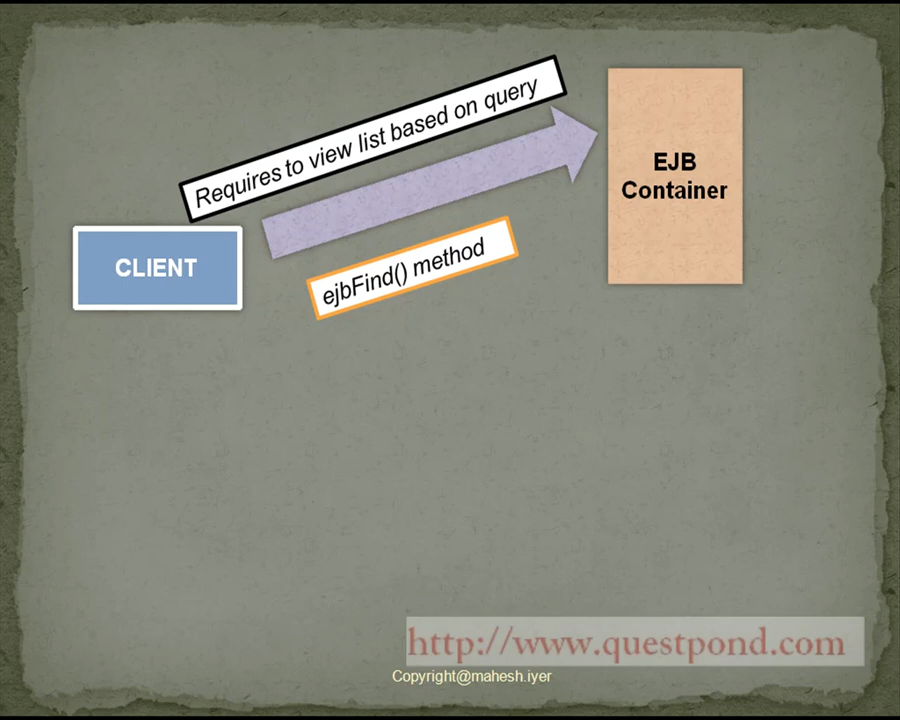 Requires to view list based on query
EJB
Container
CLIENT
ejbFind() method
http://www.questpond.com
Copyright@mahesh.iyer